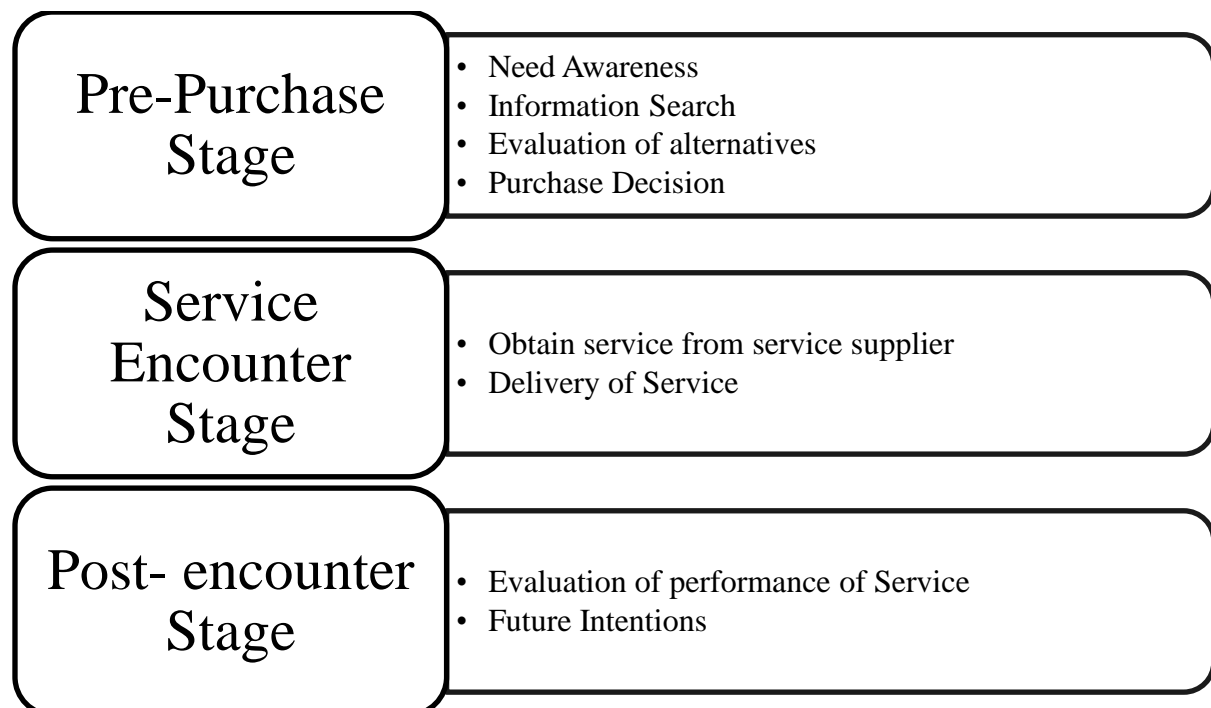 Pre-Purchase
Stage
• Need Awareness
• Information Search
• Evaluation of alternatives
• Purchase Decision
Service
Encounter
Stage
• Obtain service from service supplier
• Delivery of Service
Post- encounter
Stage
• Evaluation of performance of Service
• Future Intentions